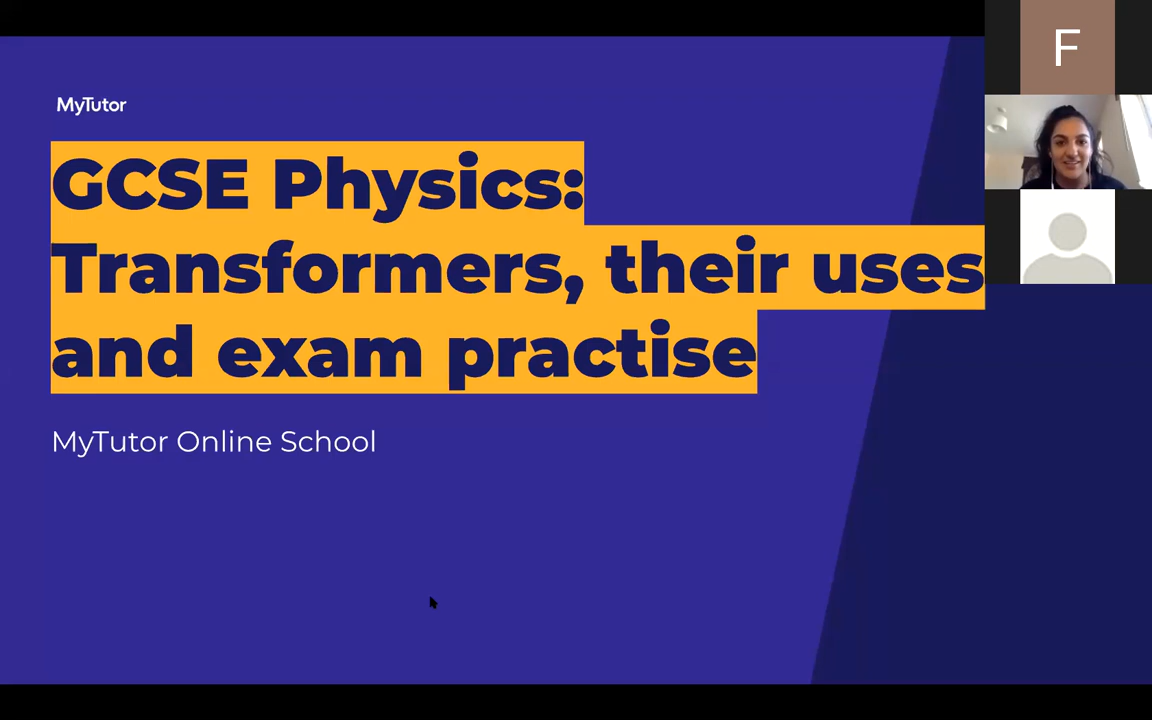 MyTutor
GCSE Physics:
Transformers, their uses
and exam practise
MyTutor Online School
F